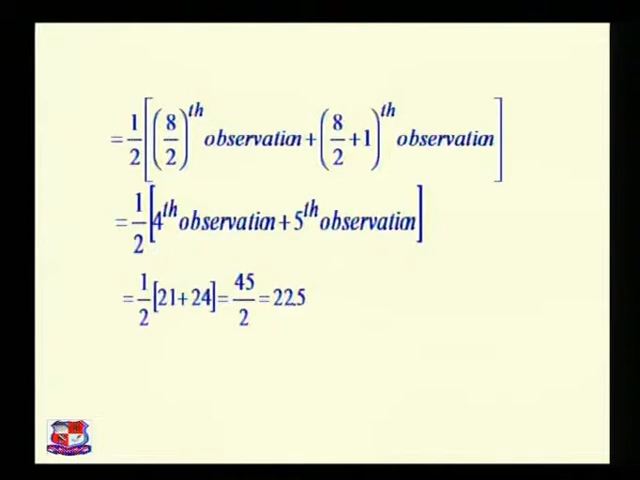 = 1/2 [ (8/2)^th observation + (8/2 + 1)^th observation ]
= 1/2 [ 4^th observation + 5^th observation ]
= 1/2 [21 + 24] = 45/2 = 22.5